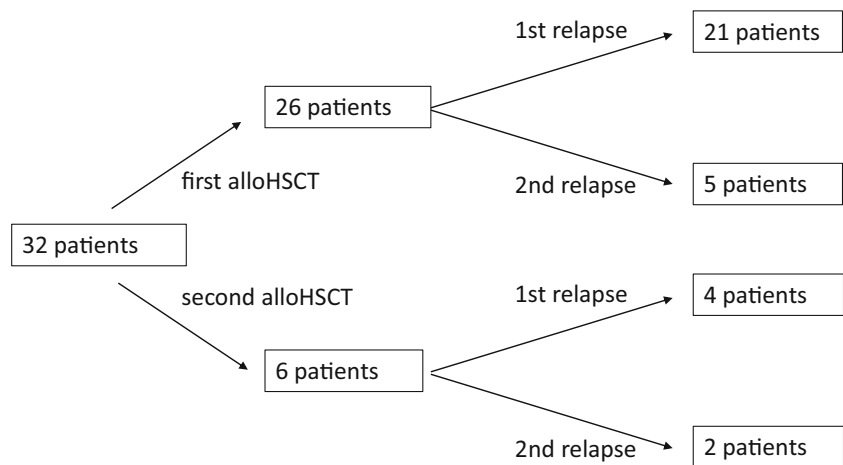 1st relapse
21 patients
26 patients
first alloHSCT
2nd relapse
5 patients
32 patients
second alloHSCT
1st relapse
4 patients
6 patients
2nd relapse
2 patients